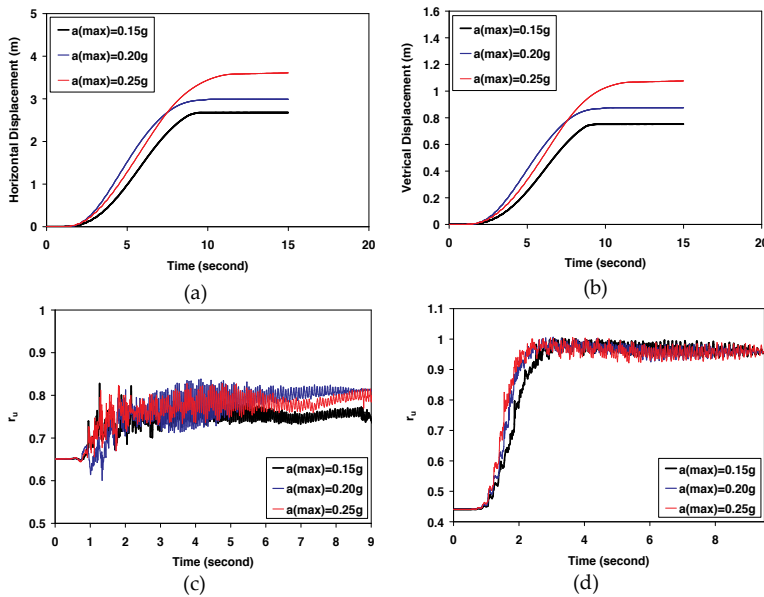 5
4
3
2
1
0
Horizontal Displacement (m)
a(max)=0.15g
a(max)=0.20g
a(max)=0.25g
0 5 10 15 20
Time (second)
(a)
1.6
1.4
1.2
1
0.8
0.6
0.4
0.2
0
Vetrical Displacement (m)
a(max)=0.15g
a(max)=0.20g
a(max)=0.25g
0 5 10 15 20
Time (second)
(b)
1
0.9
0.8
0.7
0.6
0.5
ru
a(max)=0.15g
a(max)=0.20g
a(max)=0.25g
0 1 2 3 4 5 6 7 8 9
Time (second)
(c)
1.1
1
0.9
0.8
0.7
0.6
0.5
0.4
ru
a(max)=0.15g
a(max)=0.20g
a(max)=0.25g
0 2 4 6 8
Time (second)
(d)